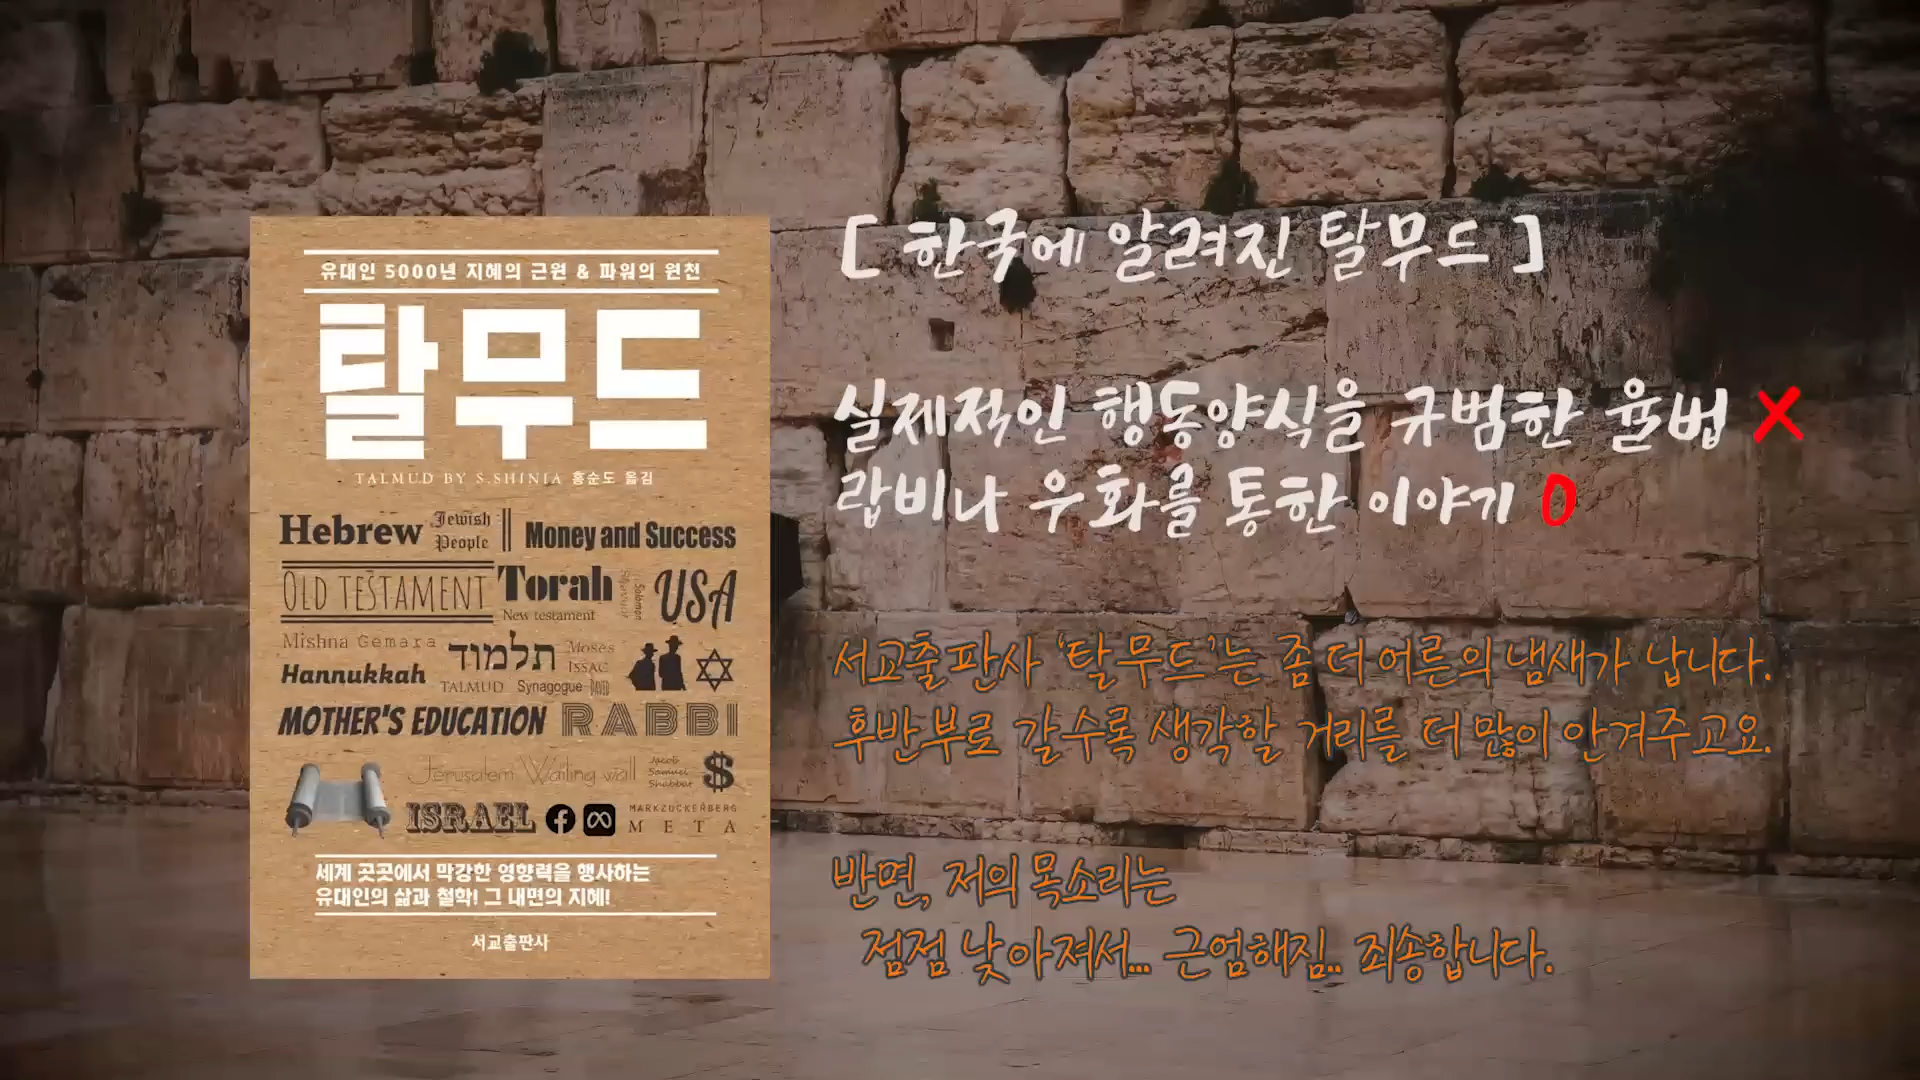 유대인 5000년 지혜의 근원 & 파워의 원천
탈무드
TALMUD BY S.SHINIA 홍순도 옮김
Hebrew Jewish People Money and Success
OLD TESTAMENT Torah Solomon USA
New testament
Mishna Gemara תלמוד Moses
Hannukkah TALMUD Synagogue ISSAC DAVID
MOTHER'S EDUCATION RABBI
Jerusalem Wailing wall Jacob Samuel Shabbat $
ISRAEL MARKZUCKERBERG
META
세계 곳곳에서 막강한 영향력을 행사하는
유대인의 삶과 철학! 그 내면의 지혜!
서교출판사
[ 한국에 알려진 탈무드 ]
실제적인 행동양식을 규범한 율법 X
랍비나 우화를 통한 이야기 O
서교출판사 ‘탈무드’는 좀 더 어른의 냄새가 납니다.
후반부로 갈수록 생각할 거리를 더 많이 안겨주고요.
반면, 저의 목소리는
점점 낮아져서... 근엄해짐.. 죄송합니다.